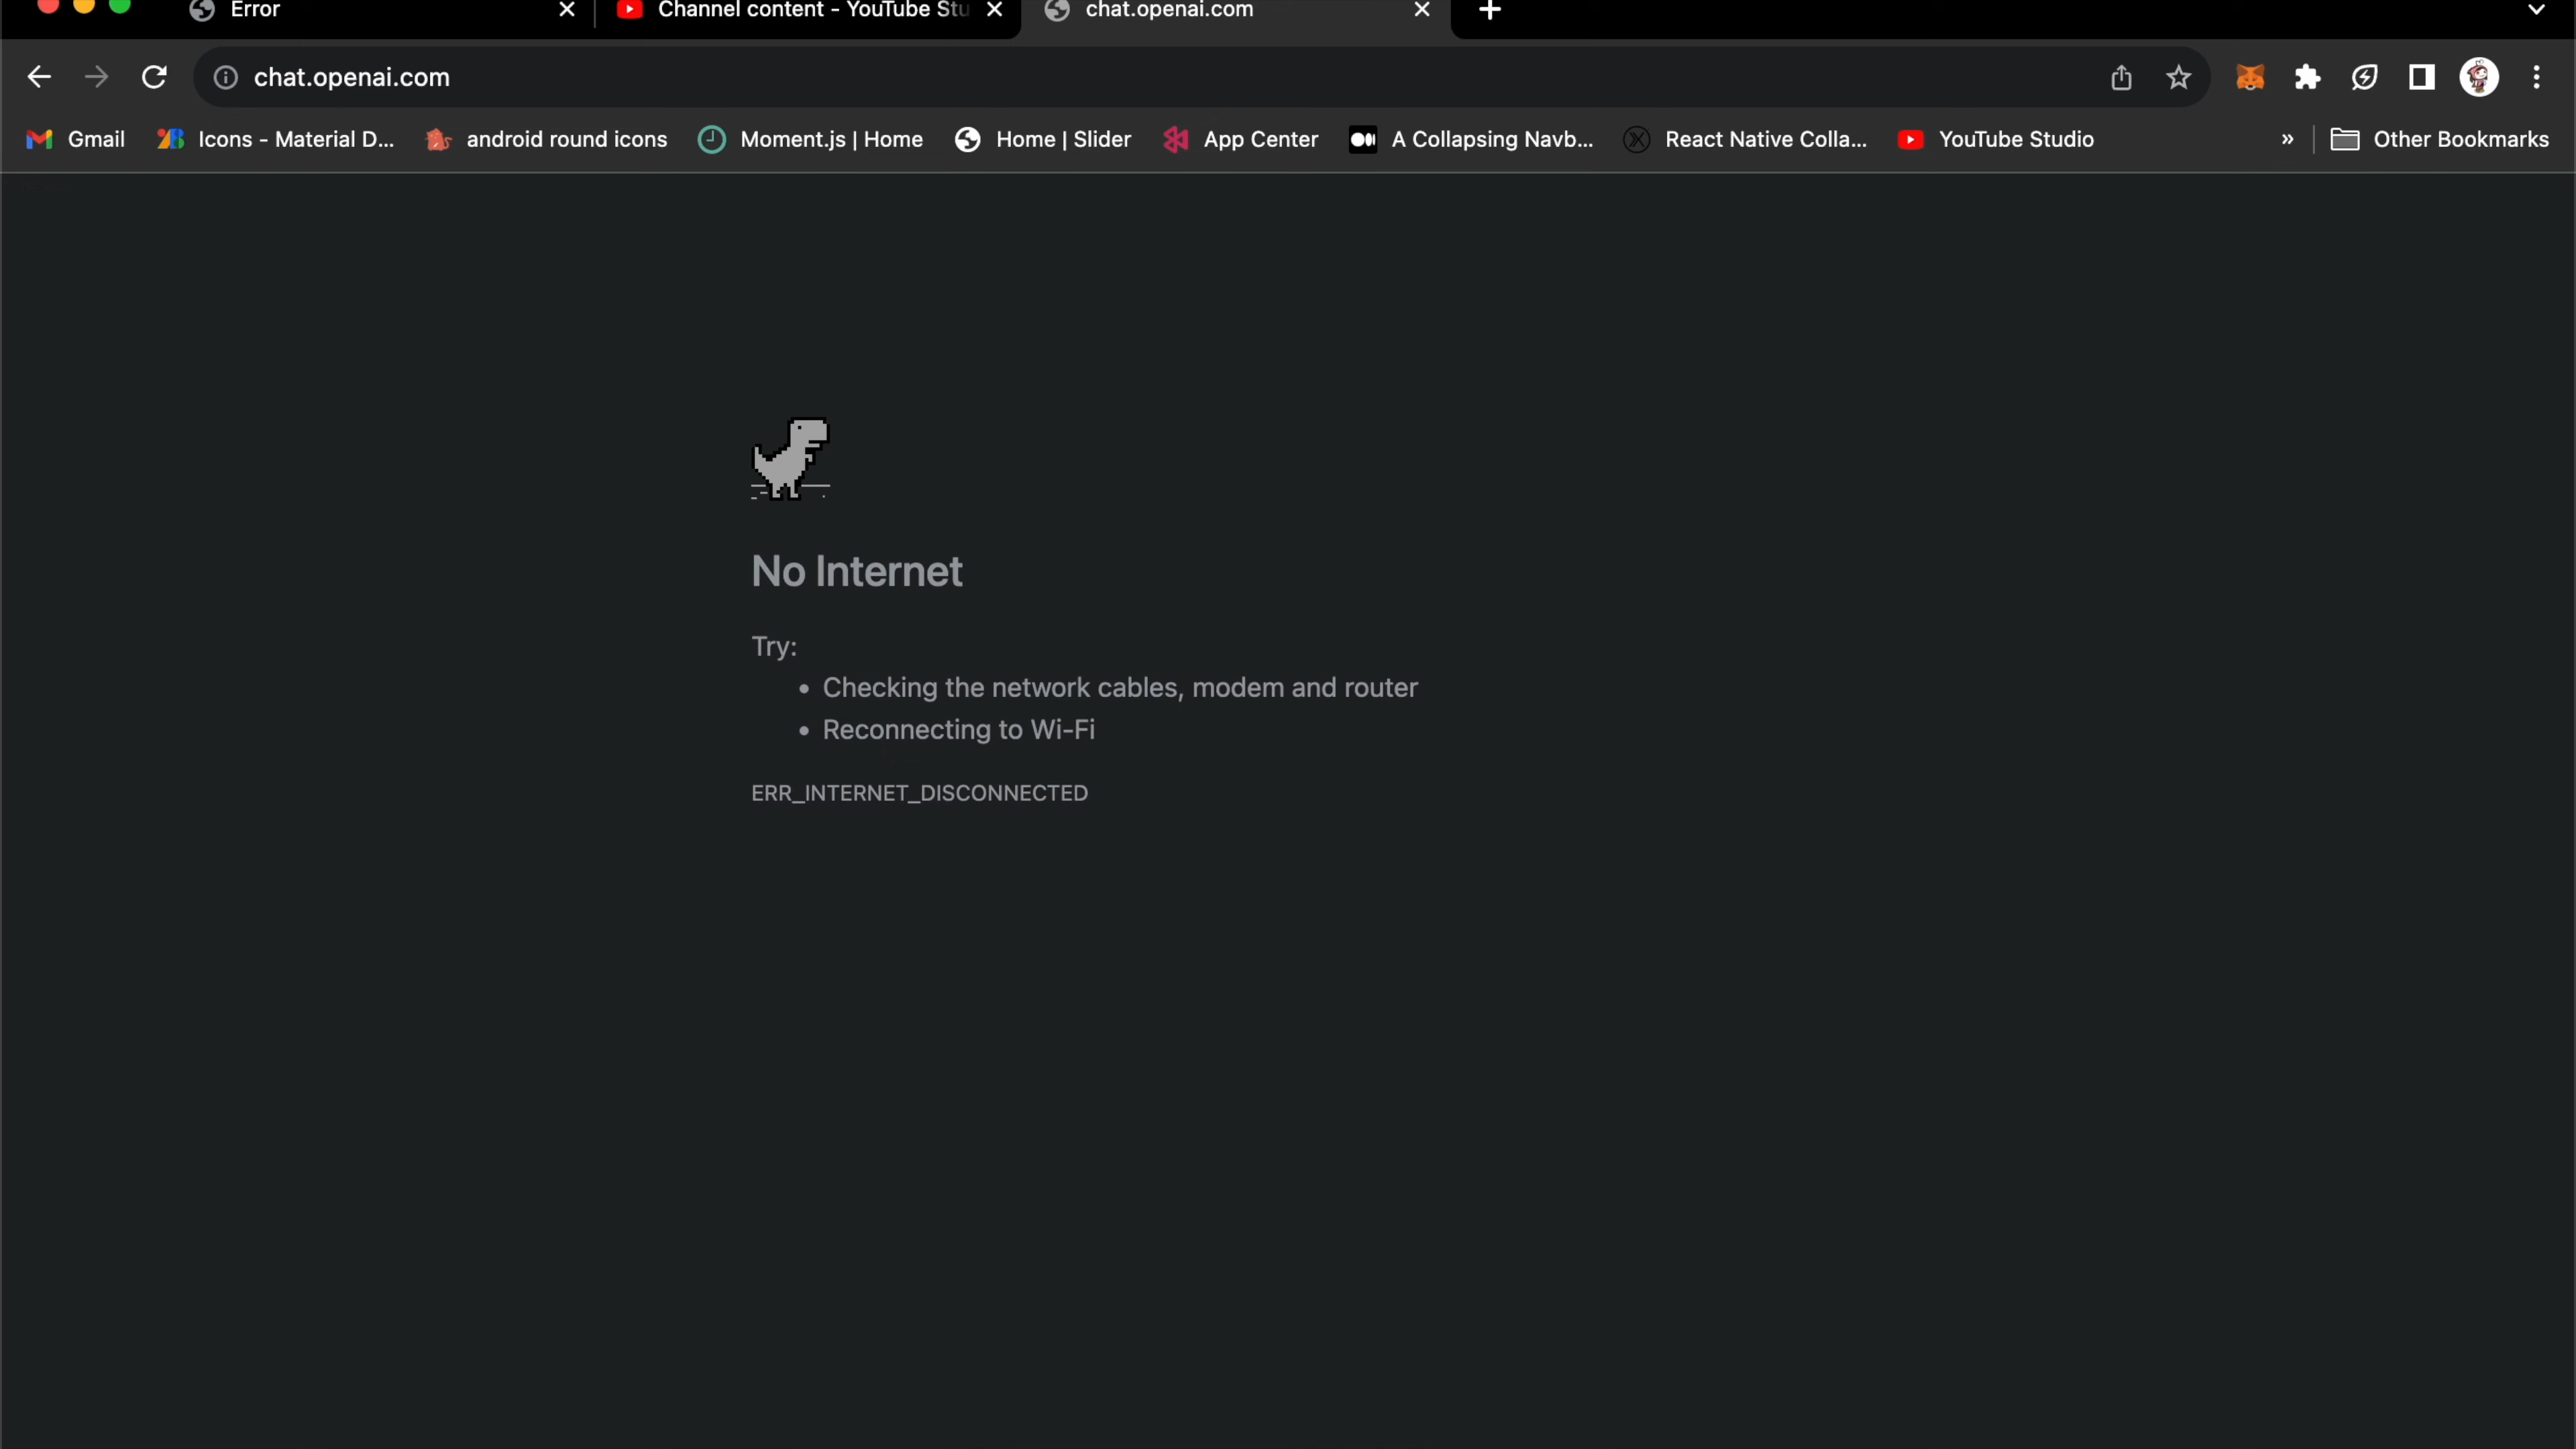 Error
Channel content - YouTube Stu
chat.openai.com
chat.openai.com
Gmail
Icons - Material D...
android round icons
Moment.js | Home
Home | Slider
App Center
A Collapsing Navb...
React Native Colla...
YouTube Studio
Other Bookmarks
No Internet
Try:
• Checking the network cables, modem and router
• Reconnecting to Wi-Fi
ERR_INTERNET_DISCONNECTED